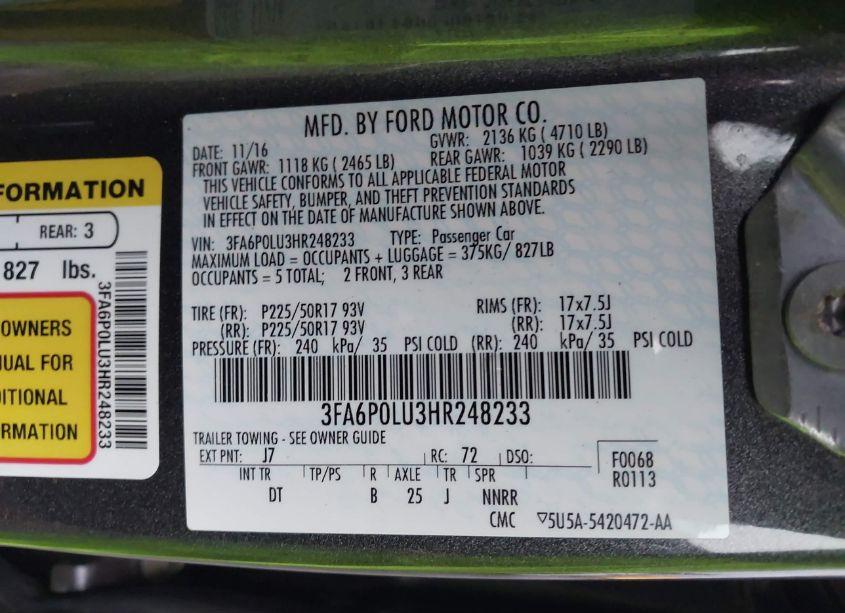 MFD. BY FORD MOTOR CO.
DATE: 11/16 GVWR: 2136 KG ( 4710 LB)
FRONT GAWR: 1118 KG ( 2465 LB) REAR GAWR: 1039 KG ( 2290 LB)
THIS VEHICLE CONFORMS TO ALL APPLICABLE FEDERAL MOTOR
VEHICLE SAFETY, BUMPER, AND THEFT PREVENTION STANDARDS
IN EFFECT ON THE DATE OF MANUFACTURE SHOWN ABOVE.
VIN: 3FA6P0LU3HR248233 TYPE: Passenger Car
MAXIMUM LOAD = OCCUPANTS + LUGGAGE = 375KG/ 827LB
OCCUPANTS = 5 TOTAL; 2 FRONT, 3 REAR
TIRE (FR): P225/50R17 93V RIMS (FR): 17x7.5J
(RR): P225/50R17 93V (RR): 17x7.5J
PRESSURE (FR): 240 kPa/ 35 PSI COLD (RR): 240 kPa/ 35 PSI COLD
3FA6P0LU3HR248233
TRAILER TOWING - SEE OWNER GUIDE
EXT PNT: J7 RC: 72 DSO:
INT TR TP/PS R AXLE TR SPR
DT B 25 J NNRR
F0068
R0113
CMC ▽5U5A-5420472-AA
FORMATION
REAR: 3
827 lbs.
OWNERS
NUAL FOR
DITIONAL
ORMATION
3FA6P0LU3HR248233